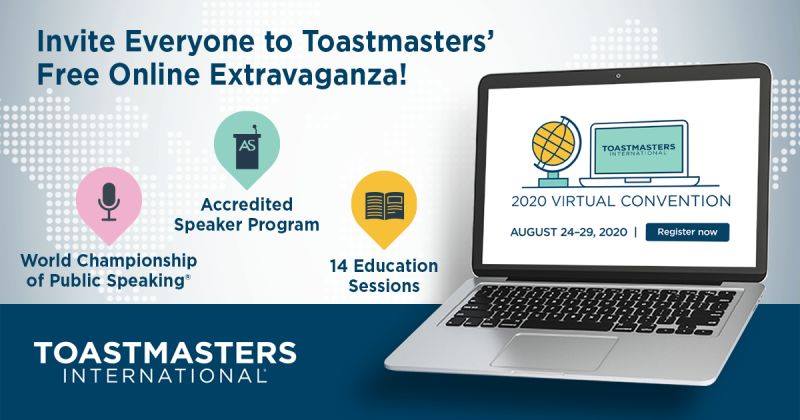 Invite Everyone to Toastmasters’
Free Online Extravaganza!
AS
Accredited
Speaker Program
World Championship
of Public Speaking®
14 Education
Sessions
TOASTMASTERS
INTERNATIONAL
2020 VIRTUAL CONVENTION
AUGUST 24–29, 2020 | Register now
TOASTMASTERS
INTERNATIONAL®